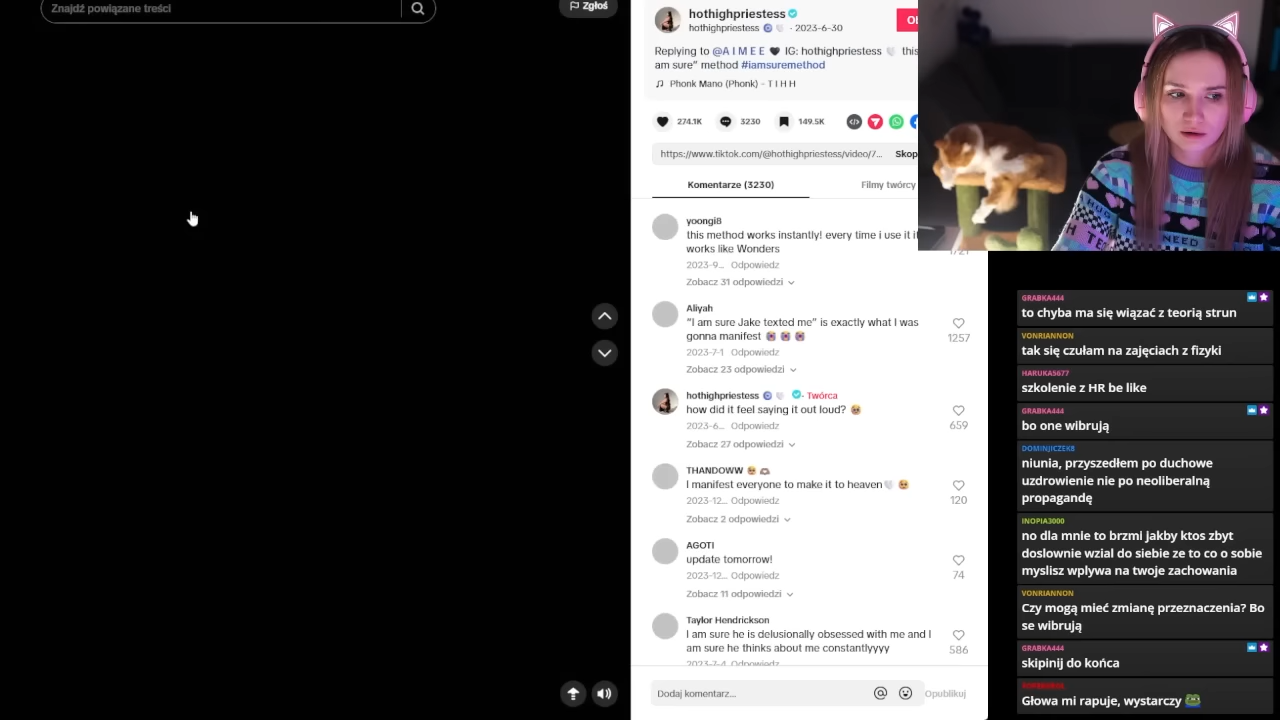 Znajdź powiązane treści
Zgłoś
hothighpriestess
hothighpriestess · 2023-6-30
Replying to @A I M E E 🖤 IG: hothighpriestess 🤍 this
am sure” method #iamsuremethod
♫ Phonk Mano (Phonk) - T I H H
274.1K 3230 149.5K
https://www.tiktok.com/@hothighpriestess/video/7...
Komentarze (3230) Filmy twórcy
yoongi8
this method works instantly! every time i use it
works like Wonders
2023-9... Odpowiedz
Zobacz 31 odpowiedzi
Aliyah
“I am sure Jake texted me” is exactly what I was
gonna manifest
1257
2023-7-1 Odpowiedz
Zobacz 23 odpowiedzi
hothighpriestess · Twórca
how did it feel saying it out loud? 🥹
659
2023-6... Odpowiedz
Zobacz 27 odpowiedzi
THANDOWW 🥹 🫶🏽
I manifest everyone to make it to heaven🤍 🥹
120
2023-12... Odpowiedz
Zobacz 2 odpowiedzi
AGOTI
update tomorrow!
74
2023-12... Odpowiedz
Zobacz 11 odpowiedzi
Taylor Hendrickson
I am sure he is delusionally obsessed with me and I
am sure he thinks about me constantlyyyy
586
2023-7-4 Odpowiedz
Dodaj komentarz...
Opublikuj
NEED
GRABKA444
to chyba ma się wiązać z teorią strun
VONRIANNON
tak się czułam na zajęciach z fizyki
HARUKA5677
szkolenie z HR be like
GRABKA444
bo one wibrują
DOMINJICZEK8
niunia, przyszedłem po duchowe
uzdrowienie nie po neoliberalną
propagandę
INOPIA3000
no dla mnie to brzmi jakby ktos zbyt
doslownie wzial do siebie ze to co o sobie
myslisz wplywa na twoje zachowania
VONRIANNON
Czy mogą mieć zmianę przeznaczenia? Bo
se wibrują
GRABKA444
skipinij do końca
Głowa mi rapuje, wystarczy